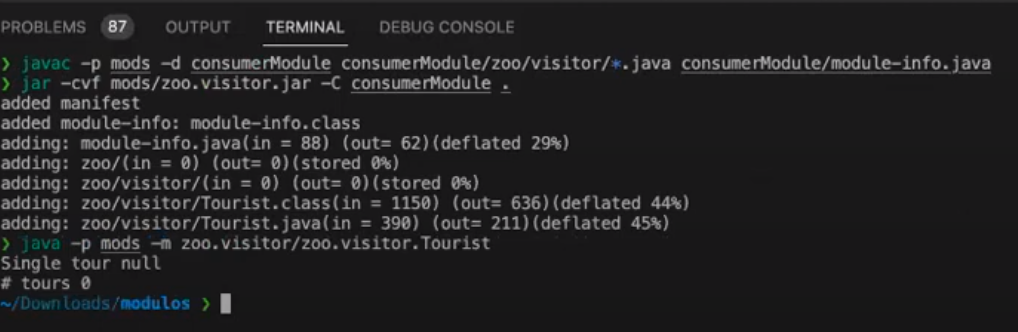 PROBLEMS 87 OUTPUT TERMINAL DEBUG CONSOLE
❯ javac -p mods -d consumerModule consumerModule/zoo/visitor/*.java consumerModule/module-info.java
❯ jar -cvf mods/zoo.visitor.jar -C consumerModule .
added manifest
added module-info: module-info.class
adding: module-info.java(in = 88) (out= 62)(deflated 29%)
adding: zoo/(in = 0) (out= 0)(stored 0%)
adding: zoo/visitor/(in = 0) (out= 0)(stored 0%)
adding: zoo/visitor/Tourist.class(in = 1150) (out= 636)(deflated 44%)
adding: zoo/visitor/Tourist.java(in = 390) (out= 211)(deflated 45%)
❯ java -p mods -m zoo.visitor/zoo.visitor.Tourist
Single tour null
# tours 0
~/Downloads/modulos ❯